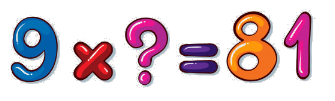 9 x ? = 81